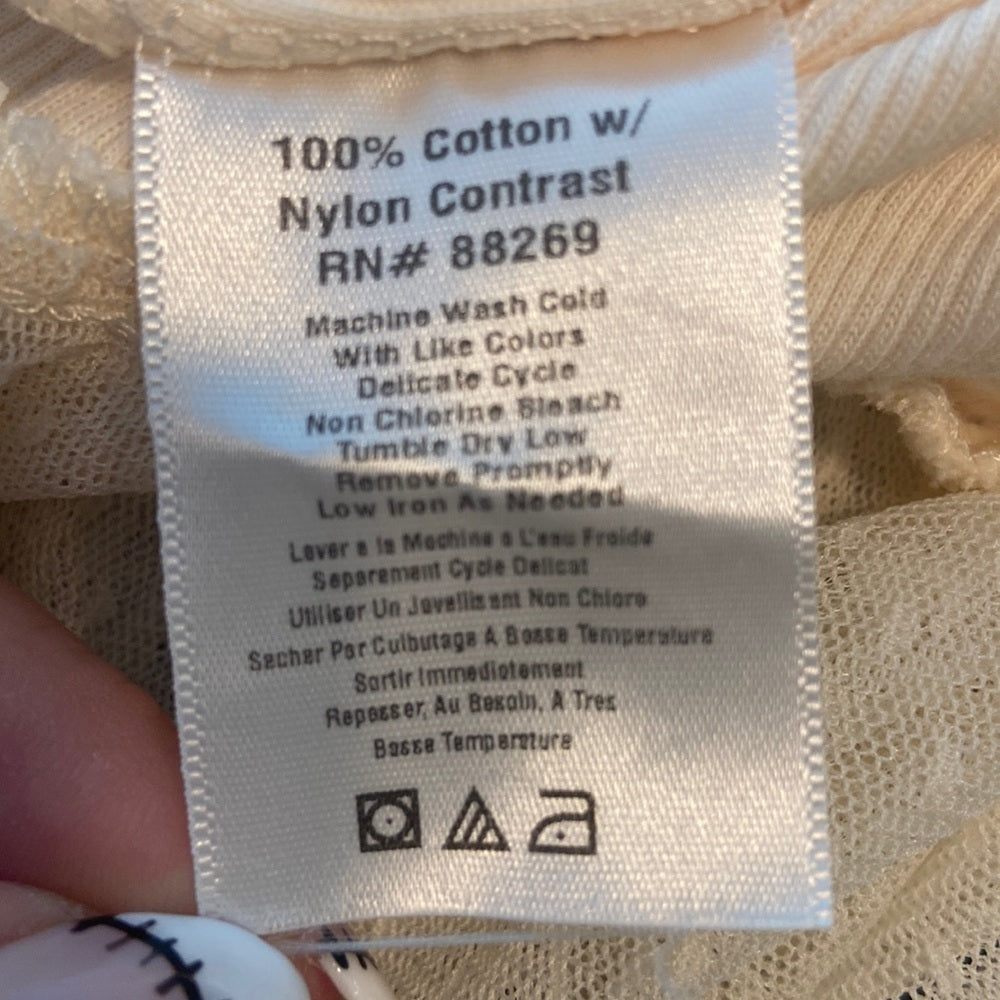 100% Cotton w/
Nylon Contrast
RN# 88269
Machine Wash Cold
With Like Colors
Delicate Cycle
Non Chlorine Bleach
Tumble Dry Low
Remove Promptly
Low Iron As Needed
Laver a la Machine a L'eau Froide
Separement Cycle Delicat
Utiliser Un Javellisant Non Chlore
Secher Par Culbutage A Basse Temperature
Sortir Immediatement
Repasser, Au Besoin, A Tres
Basse Temperature